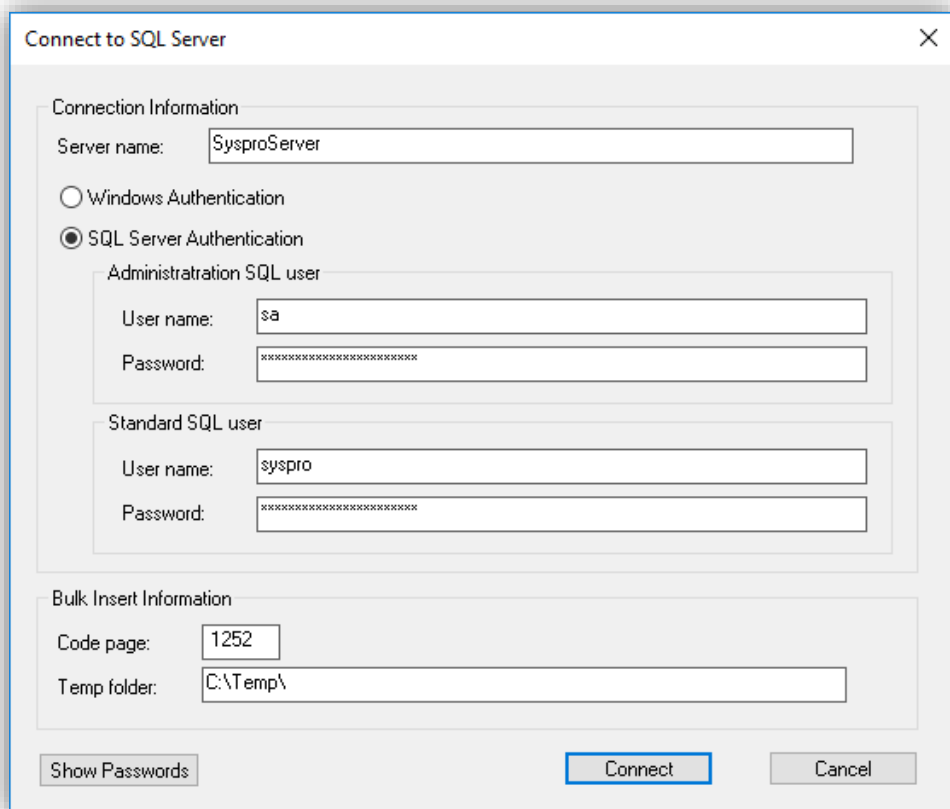 Connect to SQL Server
Connection Information
Server name: SysproServer
Windows Authentication
SQL Server Authentication
Administratration SQL user
User name: sa
Password: ***********************
Standard SQL user
User name: syspro
Password: ***********************
Bulk Insert Information
Code page: 1252
Temp folder: C:\Temp\
Show Passwords Connect Cancel